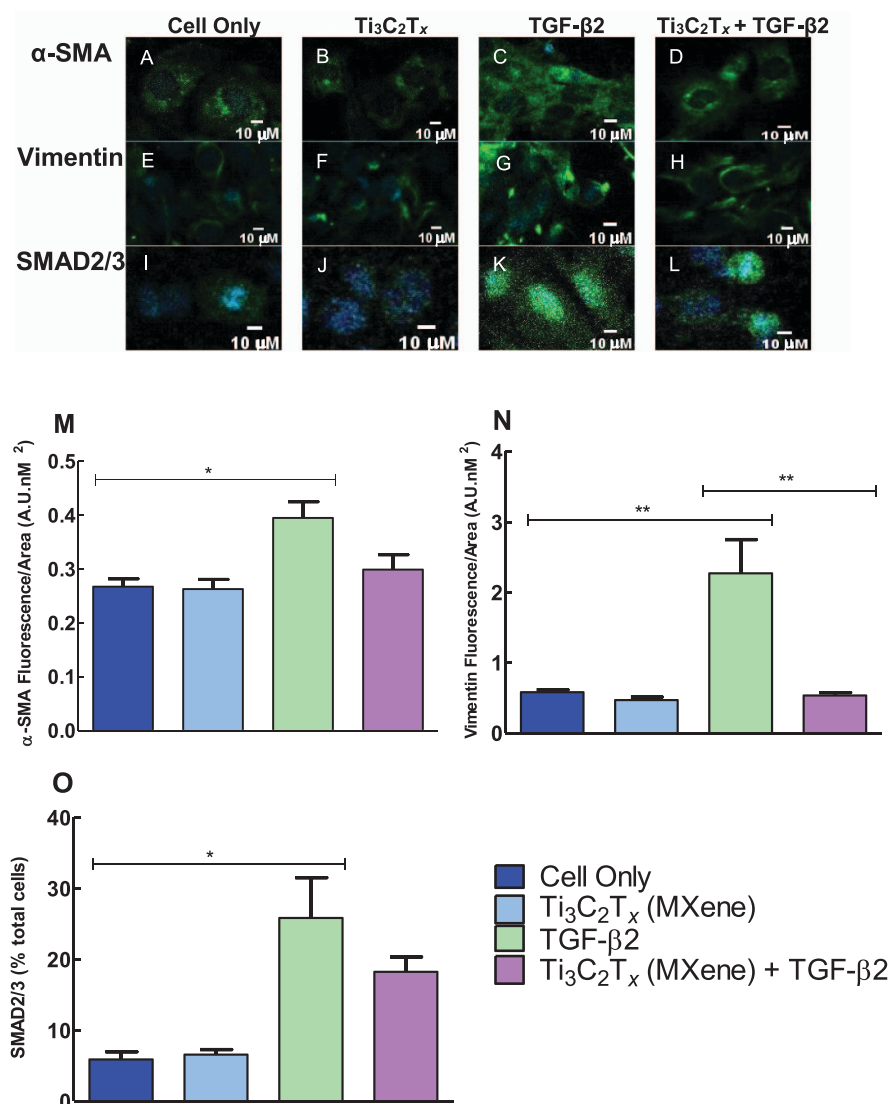 Cell Only Ti₃C₂Tₓ TGF-β2 Ti₃C₂Tₓ + TGF-β2
α-SMA
A B C D
10 µM 10 µM 10 µM 10 µM
Vimentin
E F G H
10 µM 10 µM 10 µM 10 µM
SMAD2/3
I J K L
10 µM 10 µM 10 µM 10 µM
M
α-SMA Fluorescence/Area (A.U.nM ²)
0.5
0.4
0.3
0.2
0.1
0.0
*
N
Vimentin Fluorescence/Area (A.U.nM ²)
4
3
2
1
0
**
**
O
SMAD2/3 (% total cells)
40
30
20
10
0
*
Cell Only
Ti₃C₂Tₓ (MXene)
TGF-β2
Ti₃C₂Tₓ (MXene) + TGF-β2